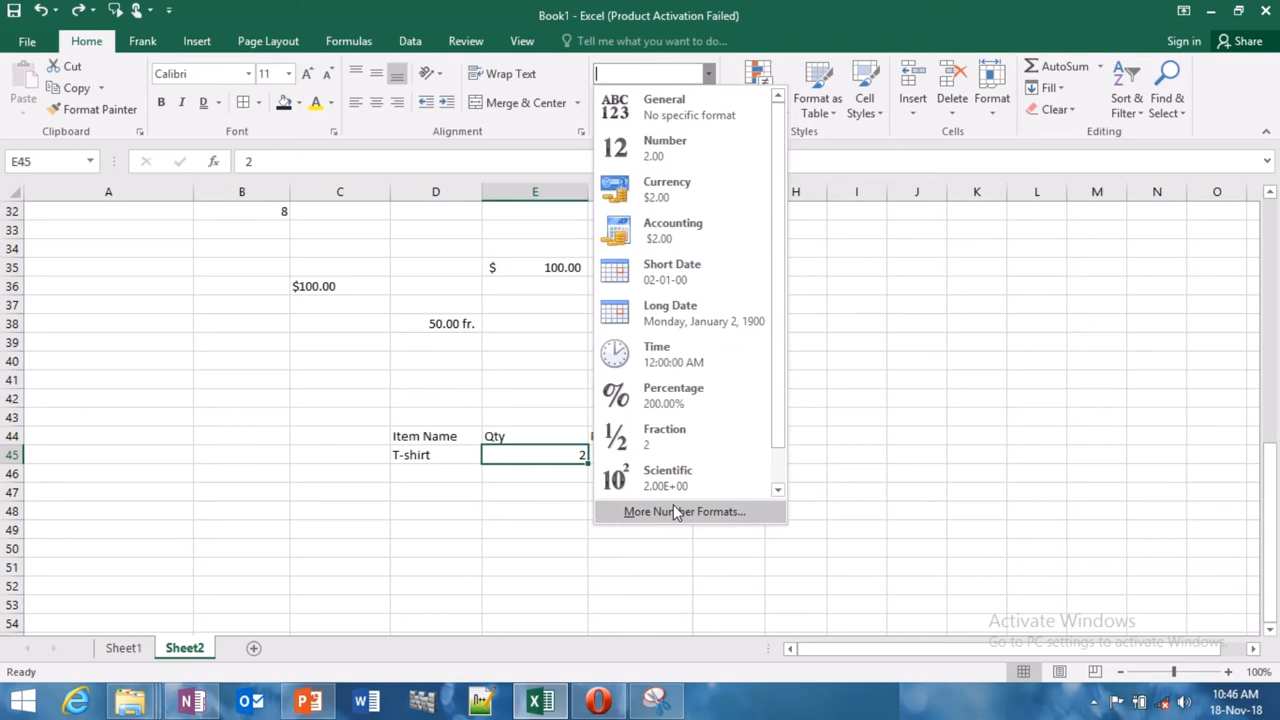 Book1 - Excel (Product Activation Failed)
File Home Frank Insert Page Layout Formulas Data Review View Tell me what you want to do... Sign in Share
Paste
Cut
Copy
Format Painter
Clipboard
Calibri 11
B I D A
Font
Wrap Text
Merge & Center
Alignment
Format as Table
Cell Styles
Styles
Insert
Delete
Format
Cells
AutoSum
Fill
Clear
Sort & Filter
Find & Select
Editing
E45 fx 2
A B C D E H I J K L M N O
32 8
33
34
35 $ 100.00
36 $100.00
37
38 50.00 fr.
39
40
41
42
43
44 Item Name Qty
45 T-shirt 2
46
47
48
49
50
51
52
53
54
ABC 123
General
No specific format
12
Number
2.00
Currency
$2.00
Accounting
$2.00
Short Date
02-01-00
Long Date
Monday, January 2, 1900
Time
12:00:00 AM
%
Percentage
200.00%
1/2
Fraction
2
10²
Scientific
2.00E+00
More Number Formats...
Activate Windows
Go to PC settings to activate Windows.
Sheet1 Sheet2
Ready 100%
10:46 AM
18-Nov-18